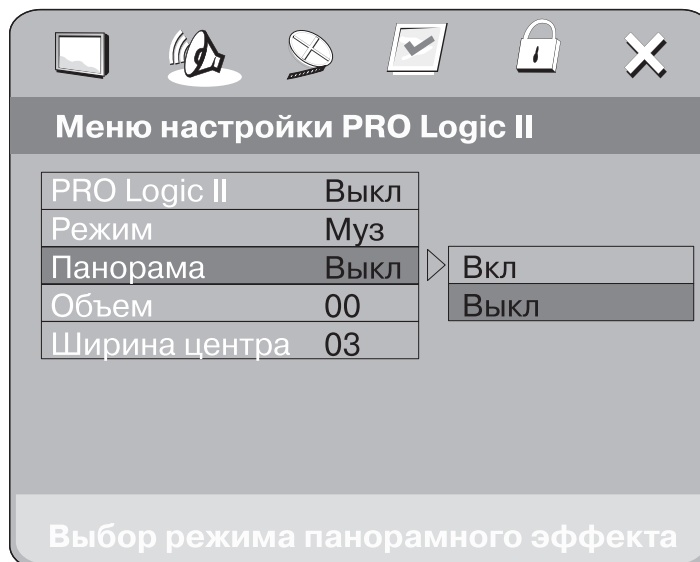 Меню настройки PRO Logic II
PRO Logic II Выкл
Режим Муз
Панорама Выкл Вкл
Объем 00 Выкл
Ширина центра 03
Выбор режима панорамного эффекта